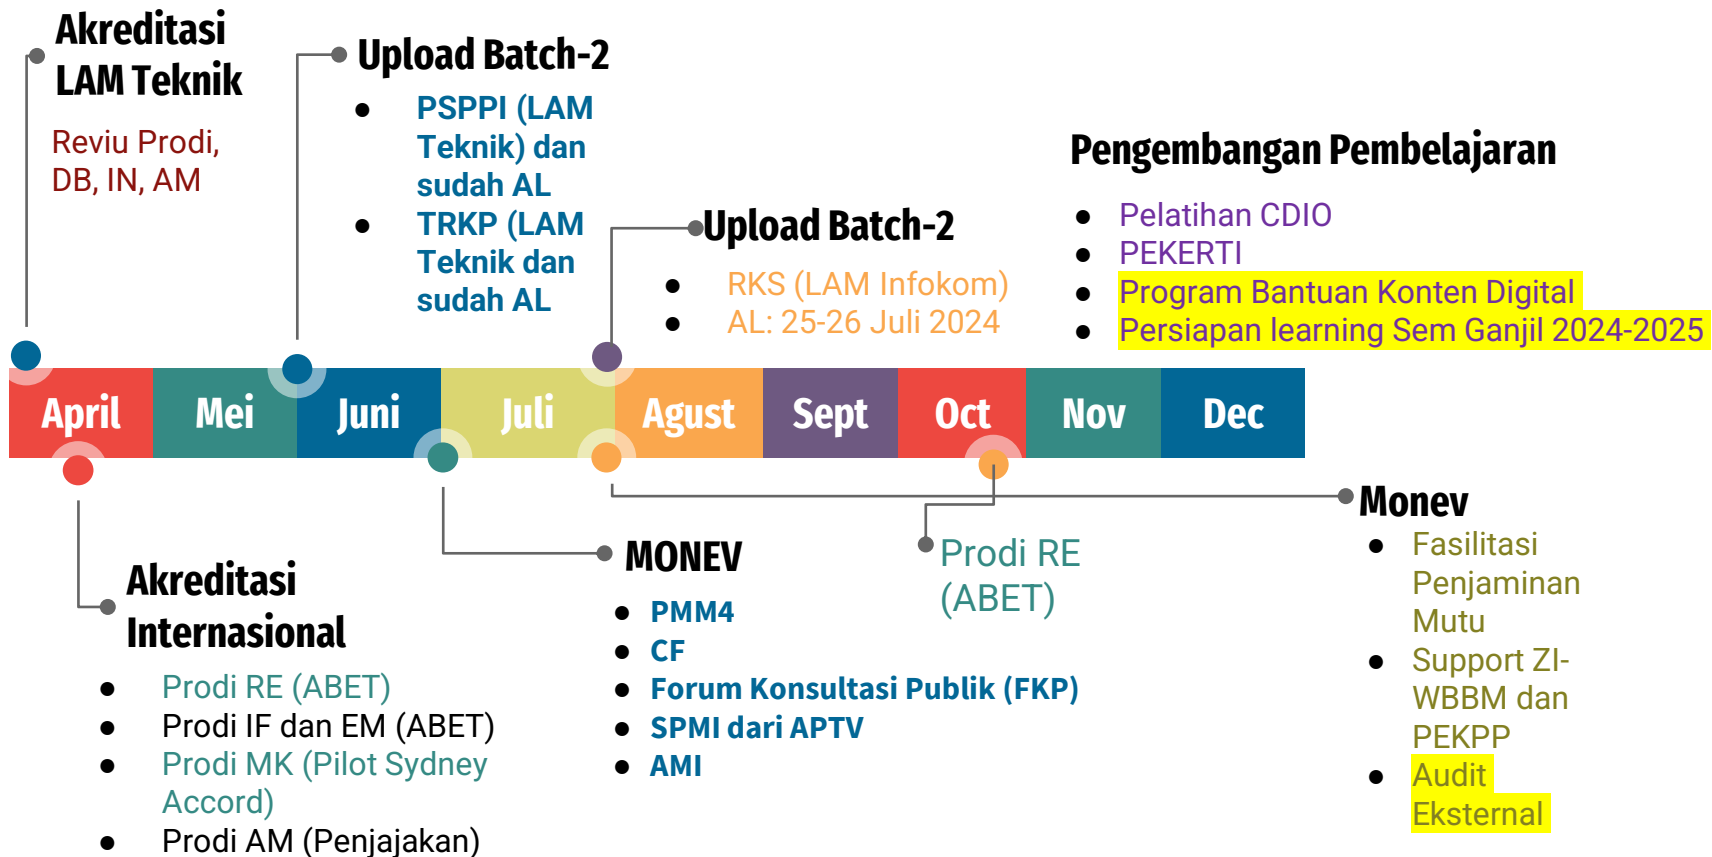 Akreditasi
LAM Teknik
Reviu Prodi,
DB, IN, AM
Upload Batch-2
● PSPPI (LAM
Teknik) dan
sudah AL
● TRKP (LAM
Teknik dan
sudah AL
Upload Batch-2
● RKS (LAM Infokom)
● AL: 25-26 Juli 2024
Pengembangan Pembelajaran
● Pelatihan CDIO
● PEKERTI
● Program Bantuan Konten Digital
● Persiapan learning Sem Ganjil 2024-2025
April Mei Juni Juli Agust Sept Oct Nov Dec
Akreditasi
Internasional
● Prodi RE (ABET)
● Prodi IF dan EM (ABET)
● Prodi MK (Pilot Sydney
Accord)
● Prodi AM (Penjajakan)
MONEV
● PMM4
● CF
● Forum Konsultasi Publik (FKP)
● SPMI dari APTV
● AMI
Prodi RE
(ABET)
Monev
● Fasilitasi
Penjaminan
Mutu
● Support ZI-
WBBM dan
PEKPP
● Audit
Eksternal